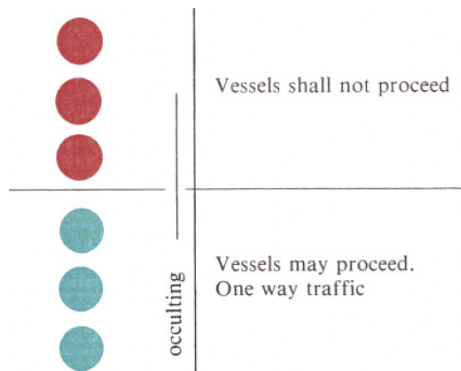 Vessels shall not proceed
occulting
Vessels may proceed.
One way traffic